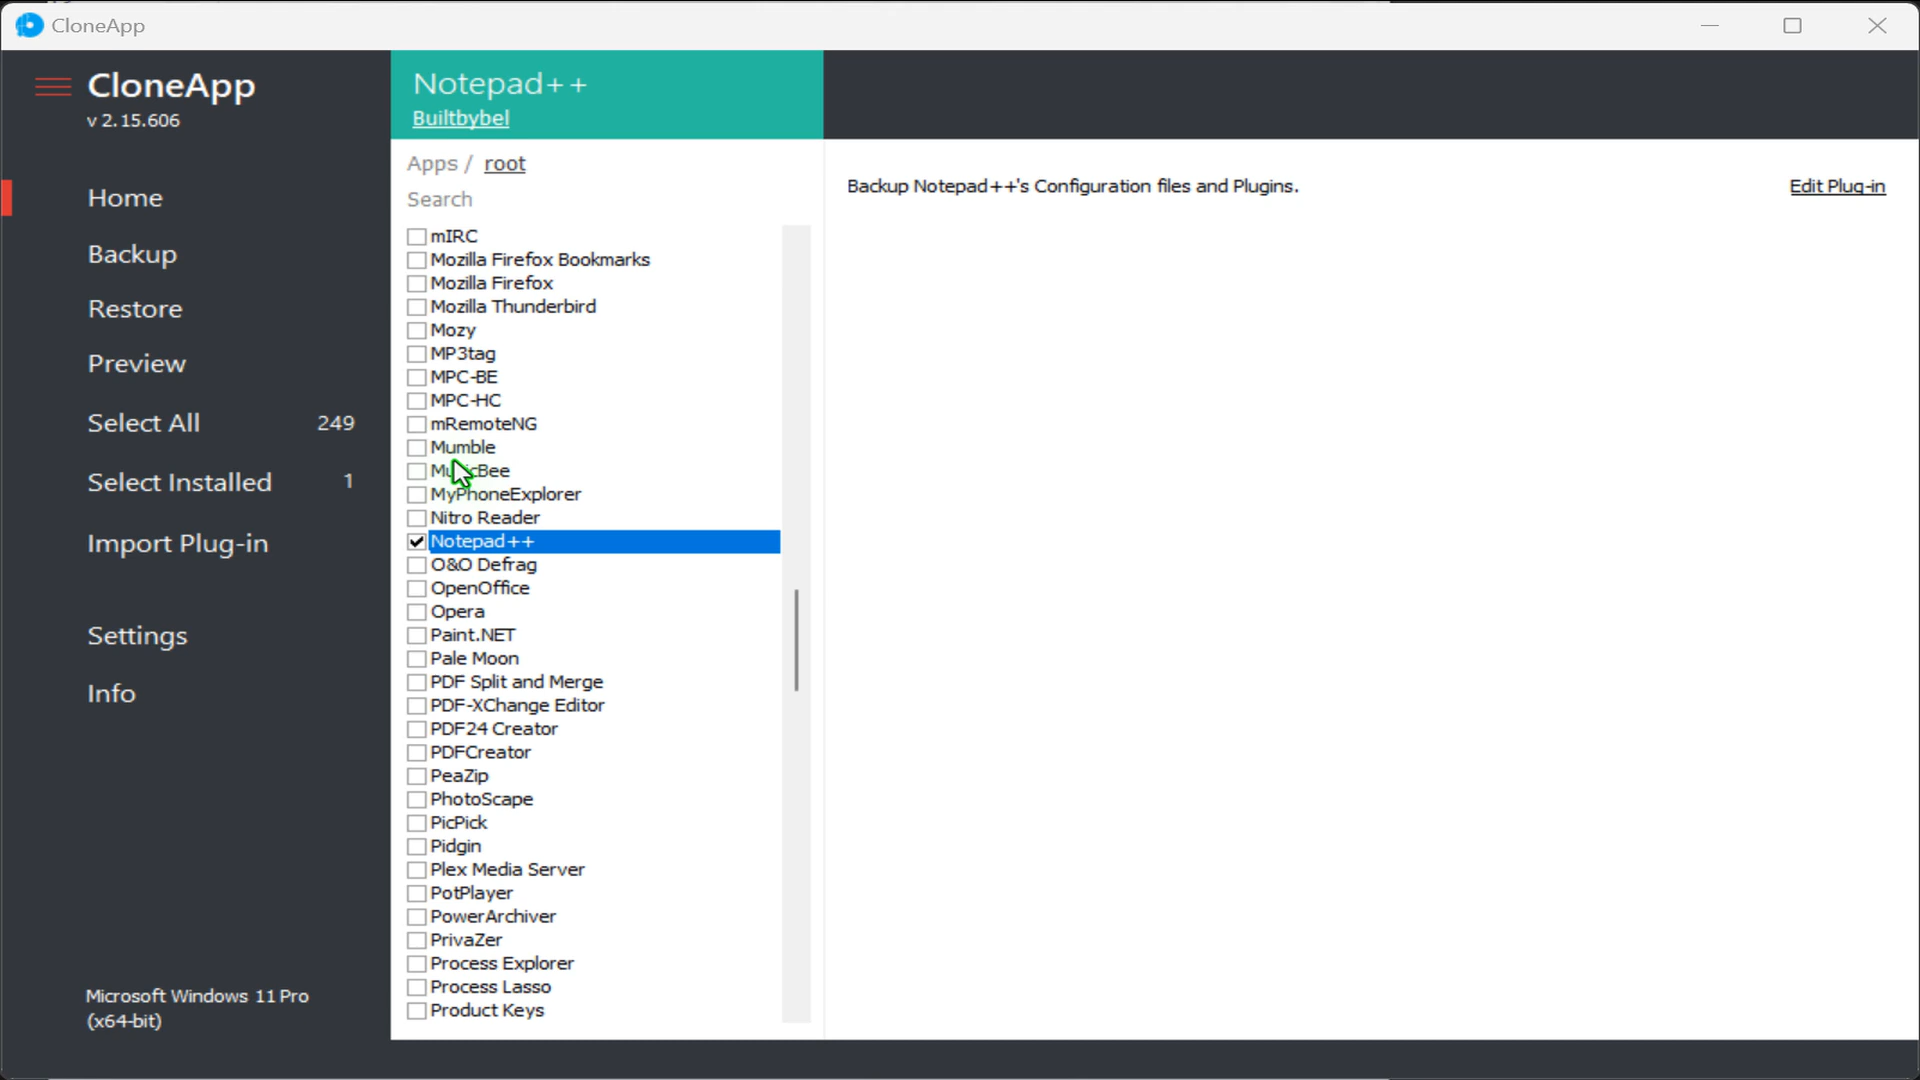 CloneApp
CloneApp
v 2.15.606
Home
Backup
Restore
Preview
Select All 249
Select Installed 1
Import Plug-in
Settings
Info
Microsoft Windows 11 Pro
(x64-bit)
Notepad++
Builtbybel
Apps / root
Search
mIRC
Mozilla Firefox Bookmarks
Mozilla Firefox
Mozilla Thunderbird
Mozy
MP3tag
MPC-BE
MPC-HC
mRemoteNG
Mumble
MusicBee
MyPhoneExplorer
Nitro Reader
Notepad++
O&O Defrag
OpenOffice
Opera
Paint.NET
Pale Moon
PDF Split and Merge
PDF-XChange Editor
PDF24 Creator
PDFCreator
PeaZip
PhotoScape
PicPick
Pidgin
Plex Media Server
PotPlayer
PowerArchiver
PrivaZer
Process Explorer
Process Lasso
Product Keys
Backup Notepad++'s Configuration files and Plugins.
Edit Plug-in